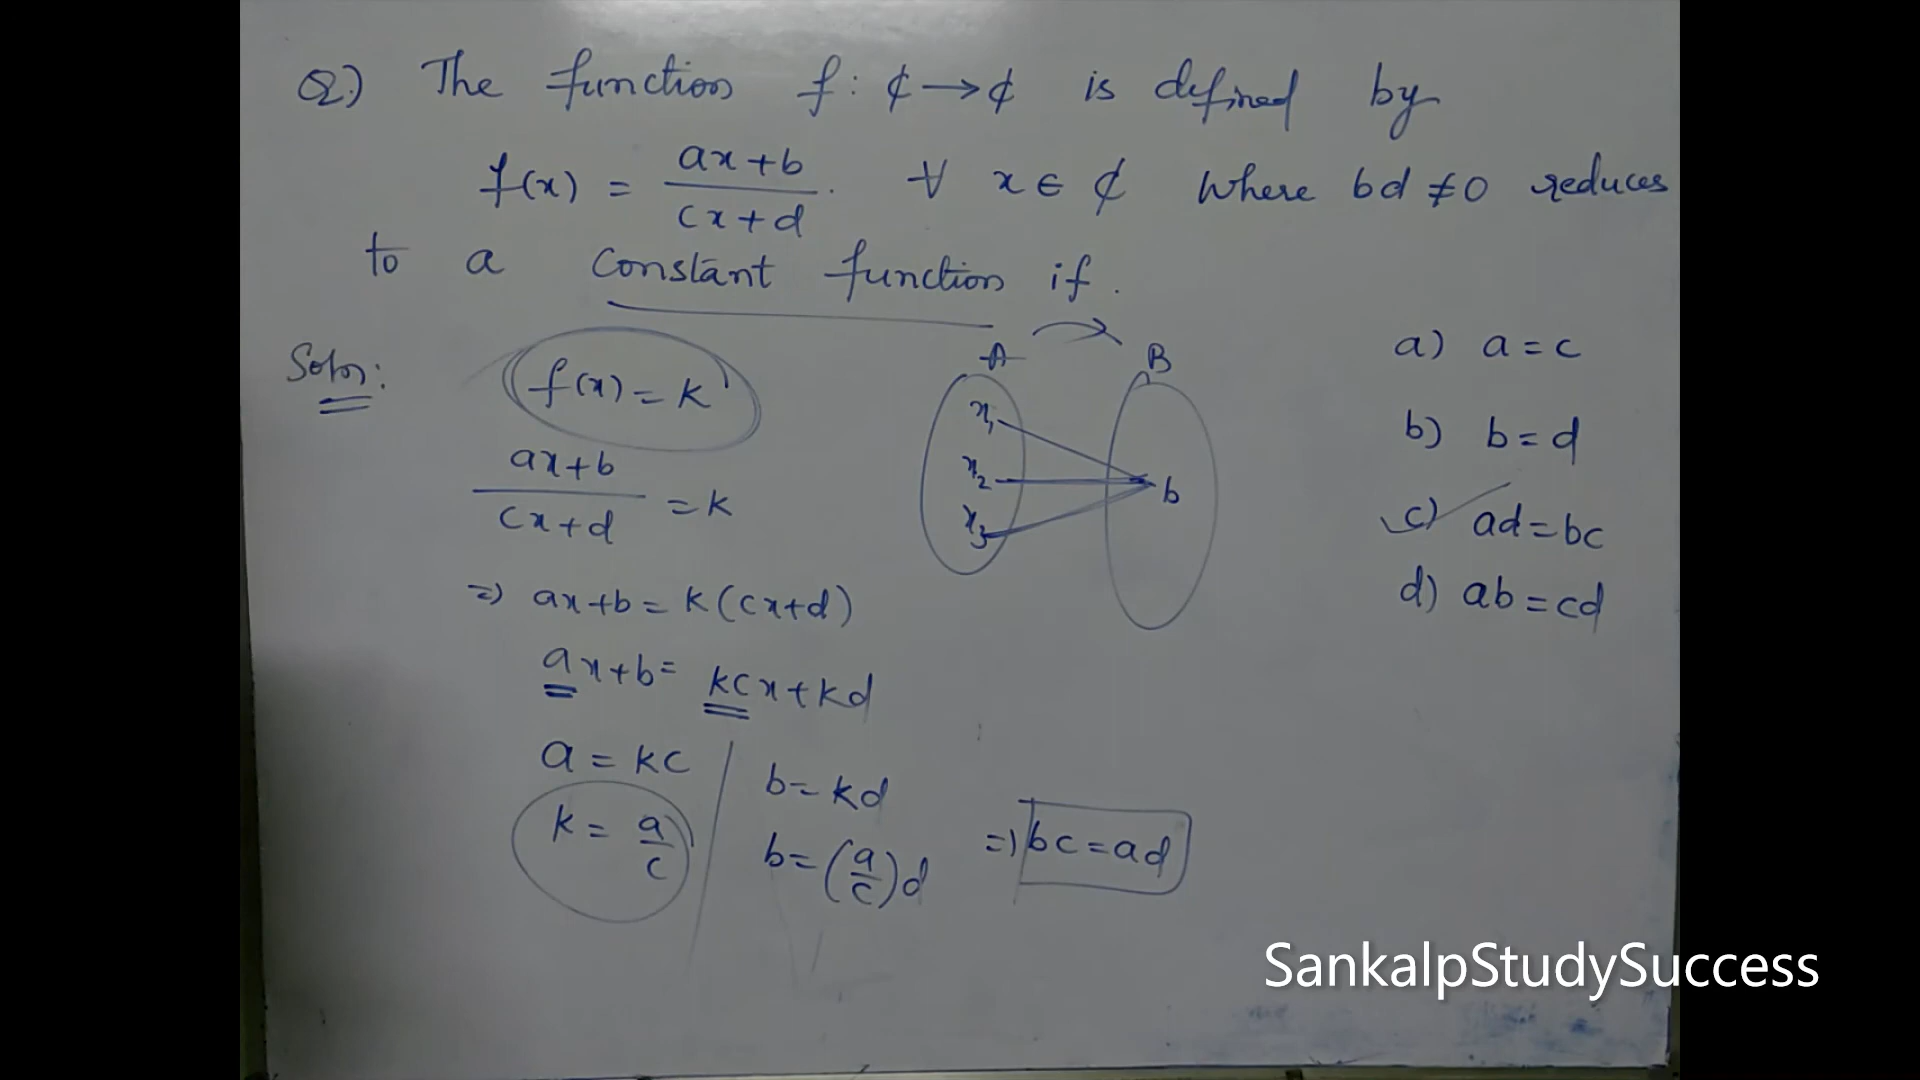 Q.) The function f: ₵→₵ is defined by
f(x) = ax+b / cx+d . ∀ x ∈ ₵ Where bd ≠ 0 reduces
to a constant function if.
Soln:
f(x) = K
ax+b / cx+d = K
=> ax+b = K(cx+d)
ax+b = kcx+kd
a = KC
K = a/c
b = kd
b = (a/c)d
=> bc = ad
A → B
x1
x2
x3
b
a) a = c
b) b = d
c) ad = bc
d) ab = cd
SankalpStudySuccess